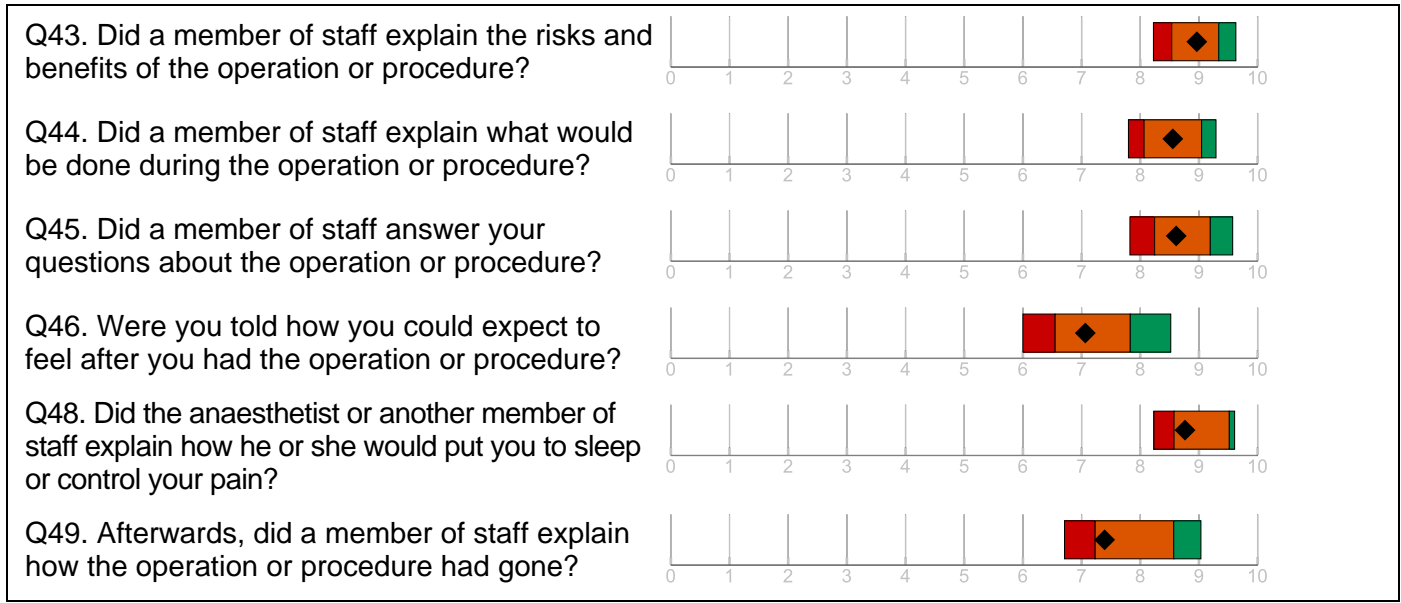 Q43. Did a member of staff explain the risks and
benefits of the operation or procedure?
0 1 2 3 4 5 6 7 8 9 10
Q44. Did a member of staff explain what would
be done during the operation or procedure?
0 1 2 3 4 5 6 7 8 9 10
Q45. Did a member of staff answer your
questions about the operation or procedure?
0 1 2 3 4 5 6 7 8 9 10
Q46. Were you told how you could expect to
feel after you had the operation or procedure?
0 1 2 3 4 5 6 7 8 9 10
Q48. Did the anaesthetist or another member of
staff explain how he or she would put you to sleep
or control your pain?
0 1 2 3 4 5 6 7 8 9 10
Q49. Afterwards, did a member of staff explain
how the operation or procedure had gone?
0 1 2 3 4 5 6 7 8 9 10